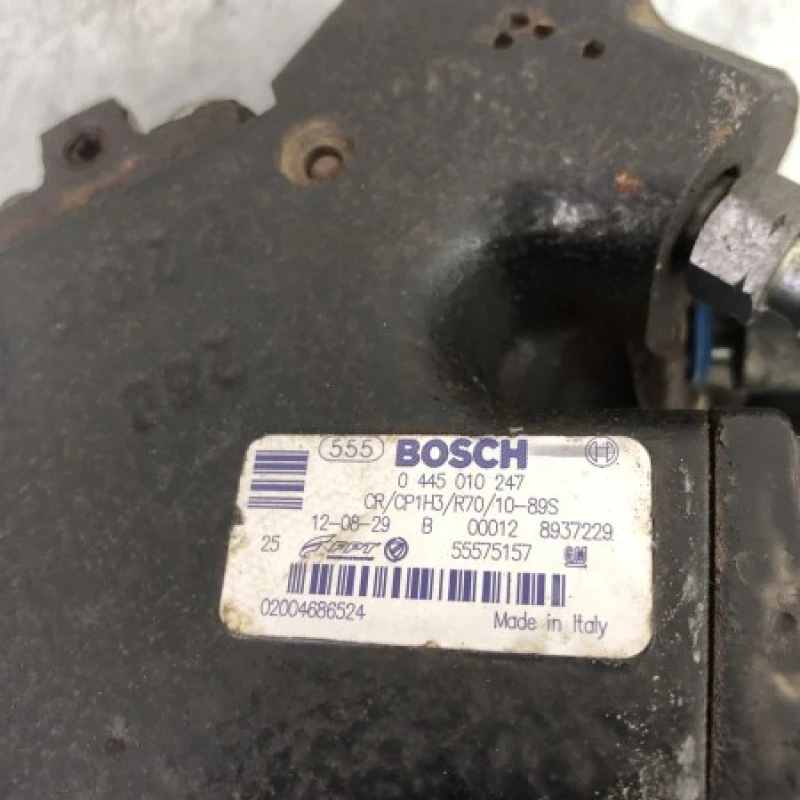 555 BOSCH
0 445 010 247
CR/CP1H3/R70/10-89S
12-08-29 B 00012 8937229
25 FPT 55575157 GM
02004686524 Made in Italy